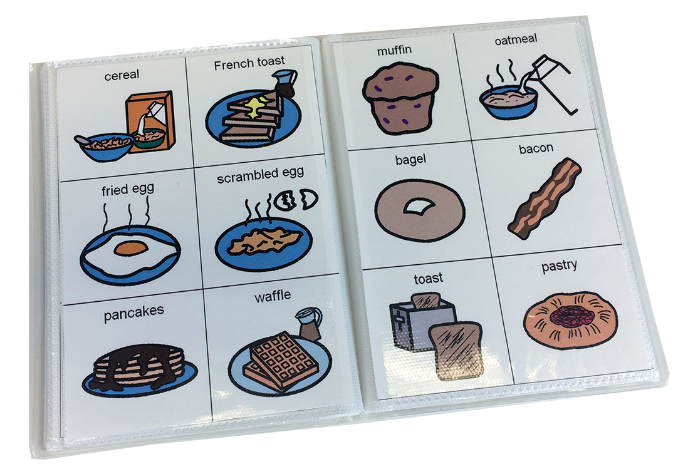 cereal
French toast
fried egg
scrambled egg
pancakes
waffle
muffin
oatmeal
bagel
bacon
toast
pastry